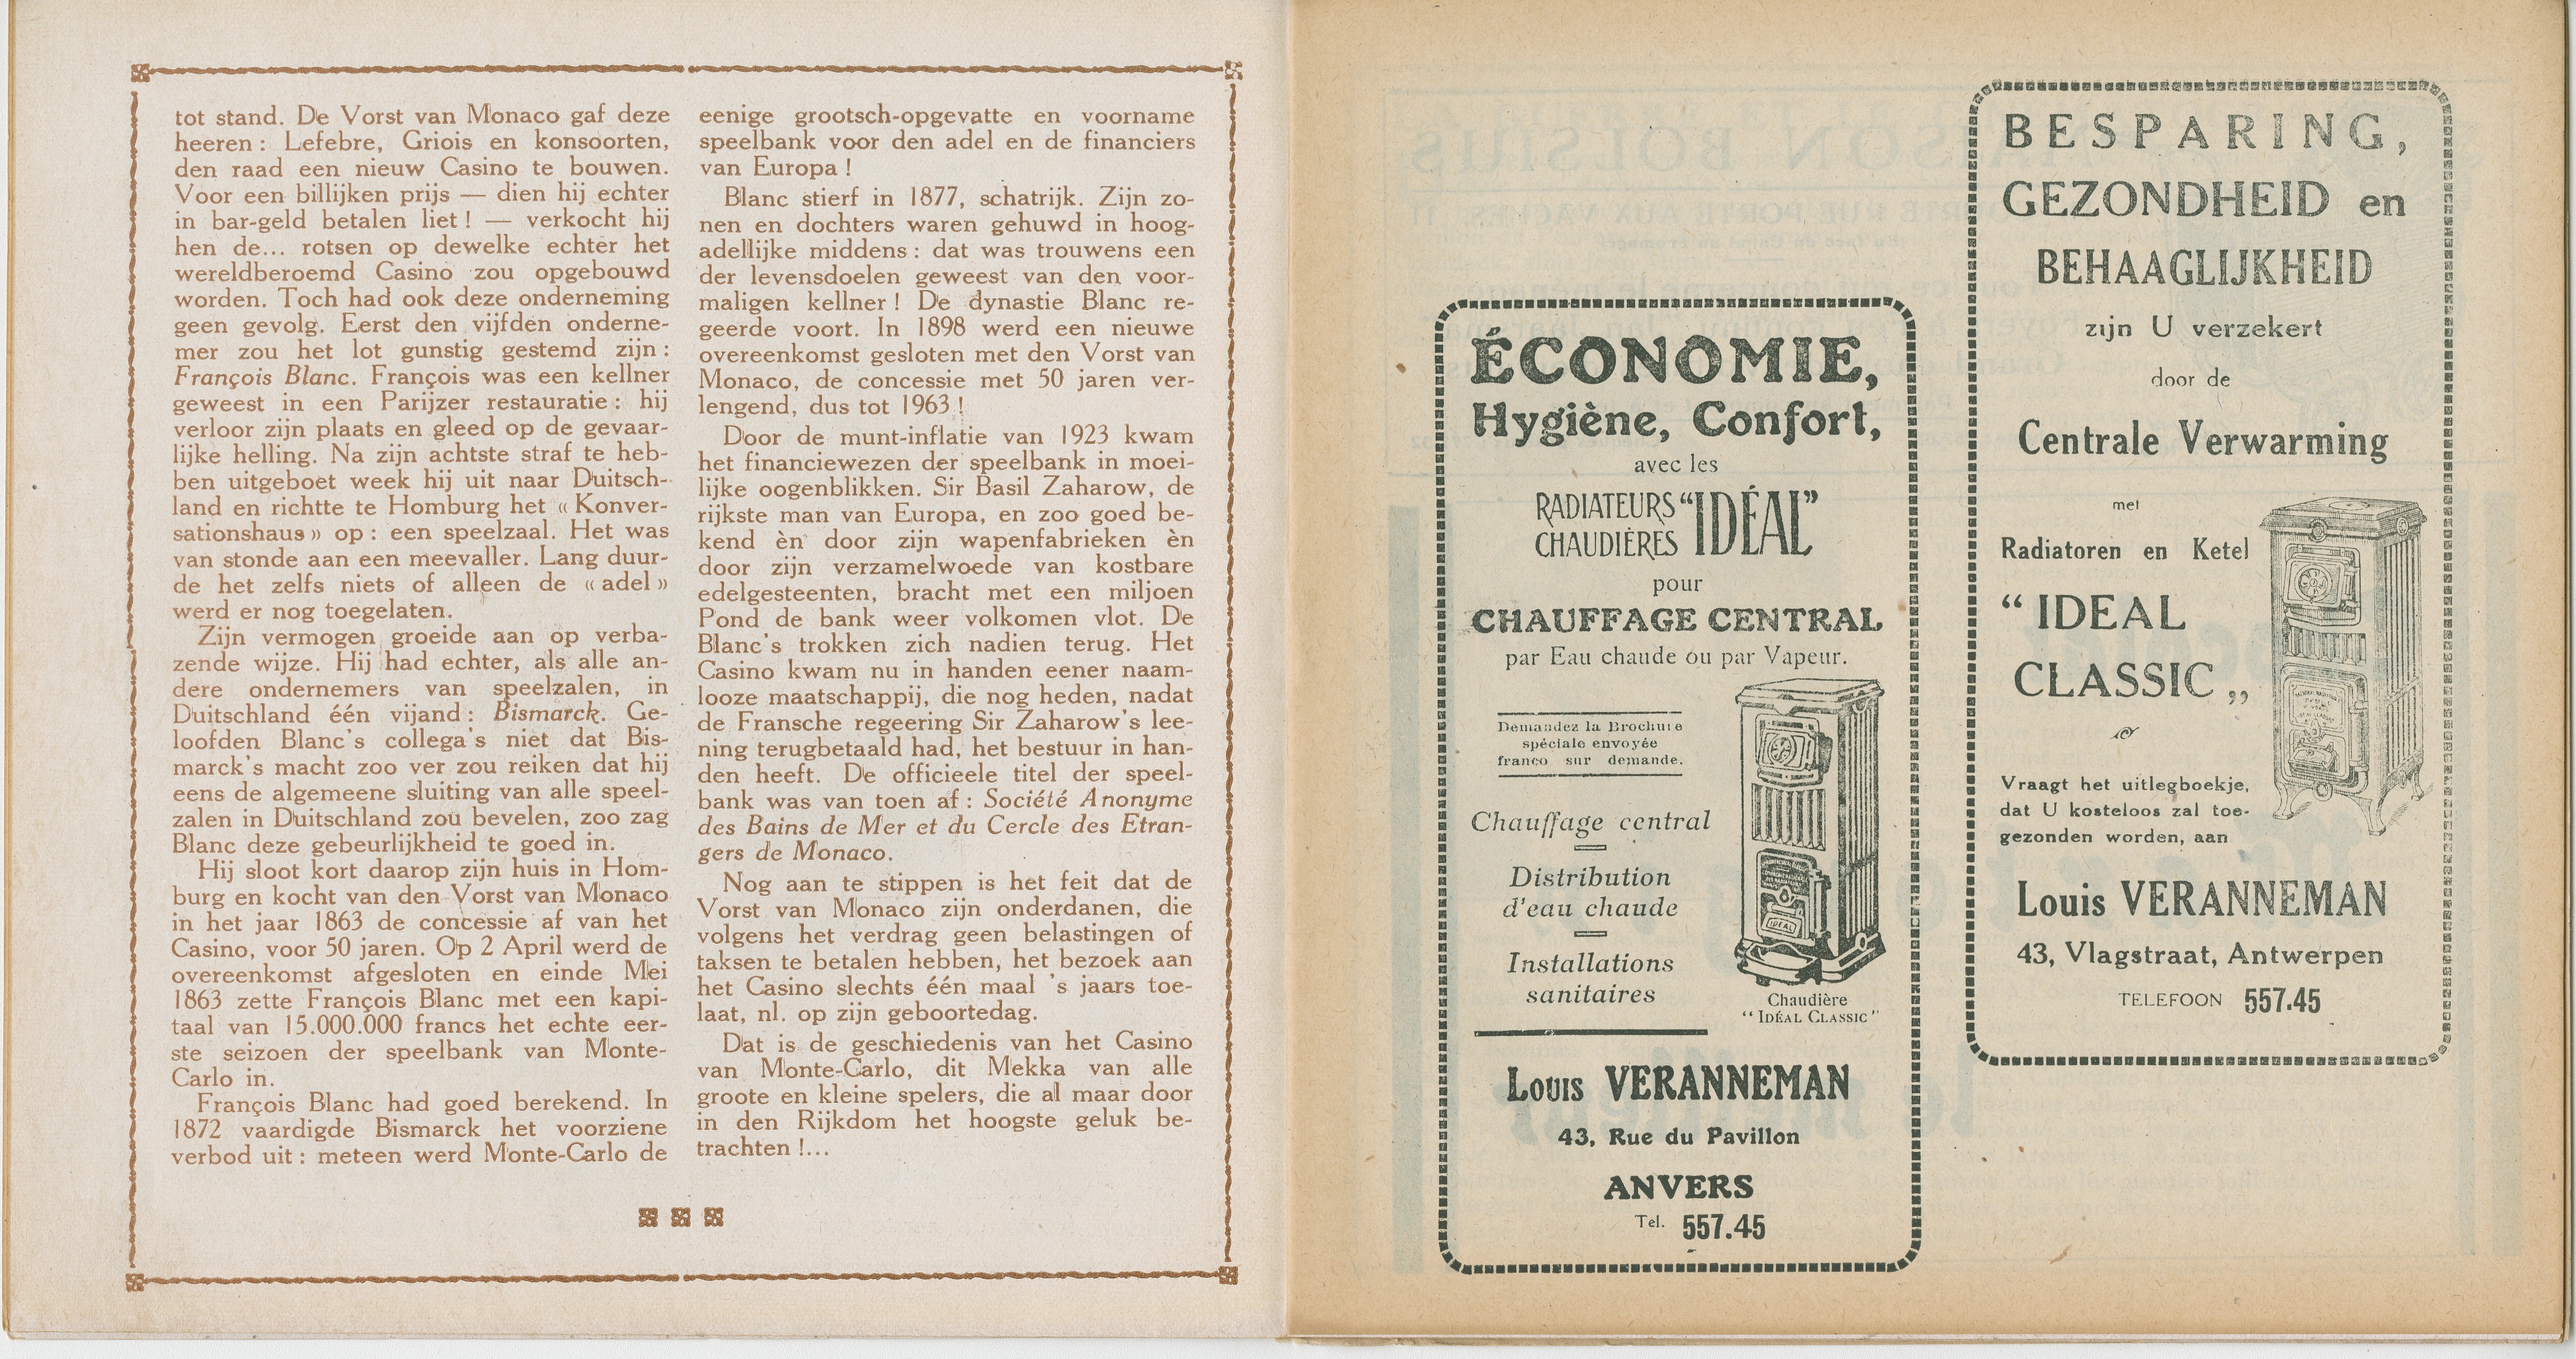 tot stand. De Vorst van Monaco gaf deze
heeren : Lefebre, Griois en konsoorten,
den raad een nieuw Casino te bouwen.
Voor een billijken prijs — dien hij echter
in bar-geld betalen liet ! — verkocht hij
hen de... rotsen op dewelke echter het
wereldberoemd Casino zou opgebouwd
worden. Toch had ook deze onderneming
geen gevolg. Eerst den vijfden onderne-
mer zou het lot gunstig gestemd zijn :
François Blanc. François was een kellner
geweest in een Parijzer restauratie : hij
verloor zijn plaats en gleed op de gevaar-
lijke helling. Na zijn achtste straf te heb-
ben uitgeboet week hij uit naar Duitsch-
land en richtte te Homburg het « Konver-
sationshaus » op : een speelzaal. Het was
van stonde aan een meevaller. Lang duur-
de het zelfs niets of alleen de « adel »
werd er nog toegelaten.
Zijn vermogen groeide aan op verba-
zende wijze. Hij had echter, als alle an-
dere ondernemers van speelzalen, in
Duitschland één vijand : Bismarck. Ge-
loofden Blanc's collega's niet dat Bis-
marck's macht zoo ver zou reiken dat hij
eens de algemeene sluiting van alle speel-
zalen in Duitschland zou bevelen, zoo zag
Blanc deze gebeurlijkheid te goed in.
Hij sloot kort daarop zijn huis in Hom-
burg en kocht van den Vorst van Monaco
in het jaar 1863 de concessie af van het
Casino, voor 50 jaren. Op 2 April werd de
overeenkomst afgesloten en einde Mei
1863 zette François Blanc met een kapi-
taal van 15.000.000 francs het echte eer-
ste seizoen der speelbank van Monte-
Carlo in.
François Blanc had goed berekend. In
1872 vaardigde Bismarck het voorziene
verbod uit : meteen werd Monte-Carlo de
eenige grootsch-opgevatte en voorname
speelbank voor den adel en de financiers
van Europa !
Blanc stierf in 1877, schatrijk. Zijn zo-
nen en dochters waren gehuwd in hoog-
adellijke middens : dat was trouwens een
der levensdoelen geweest van den voor-
maligen kellner ! De dynastie Blanc re-
geerde voort. In 1898 werd een nieuwe
overeenkomst gesloten met den Vorst van
Monaco, de concessie met 50 jaren ver-
lengend, dus tot 1963 !
Door de munt-inflatie van 1923 kwam
het financiewezen der speelbank in moei-
lijke oogenblikken. Sir Basil Zaharow, de
rijkste man van Europa, en zoo goed be-
kend èn door zijn wapenfabrieken èn
door zijn verzamelwoede van kostbare
edelgesteenten, bracht met een miljoen
Pond de bank weer volkomen vlot. De
Blanc's trokken zich nadien terug. Het
Casino kwam nu in handen eener naam-
looze maatschappij, die nog heden, nadat
de Fransche regeering Sir Zaharow's lee-
ning terugbetaald had, het bestuur in han-
den heeft. De officieele titel der speel-
bank was van toen af : Société Anonyme
des Bains de Mer et du Cercle des Etran-
gers de Monaco.
Nog aan te stippen is het feit dat de
Vorst van Monaco zijn onderdanen, die
volgens het verdrag geen belastingen of
taksen te betalen hebben, het bezoek aan
het Casino slechts één maal 's jaars toe-
laat, nl. op zijn geboortedag.
Dat is de geschiedenis van het Casino
van Monte-Carlo, dit Mekka van alle
groote en kleine spelers, die al maar door
in den Rijkdom het hoogste geluk be-
trachten !...
ÉCONOMIE,
Hygiène, Confort,
avec les
RADIATEURS
CHAUDIÈRES
“IDÉAL”
pour
CHAUFFAGE CENTRAL
par Eau chaude ou par Vapeur.
Demandez la Brochure
spéciale envoyée
franco sur demande.
Chauffage central
Distribution
d'eau chaude
Installations
sanitaires
IDEAL
Chaudière
“IDÉAL CLASSIC”
Louis VERANNEMAN
43, Rue du Pavillon
ANVERS
Tel. 557.45
BESPARING,
GEZONDHEID en
BEHAAGLIJKHEID
zijn U verzekert
door de
Centrale Verwarming
met
Radiatoren en Ketel
“ IDEAL
CLASSIC „
Vraagt het uitlegboekje,
dat U kosteloos zal toe-
gezonden worden, aan
Louis VERANNEMAN
43, Vlagstraat, Antwerpen
TELEFOON 557.45